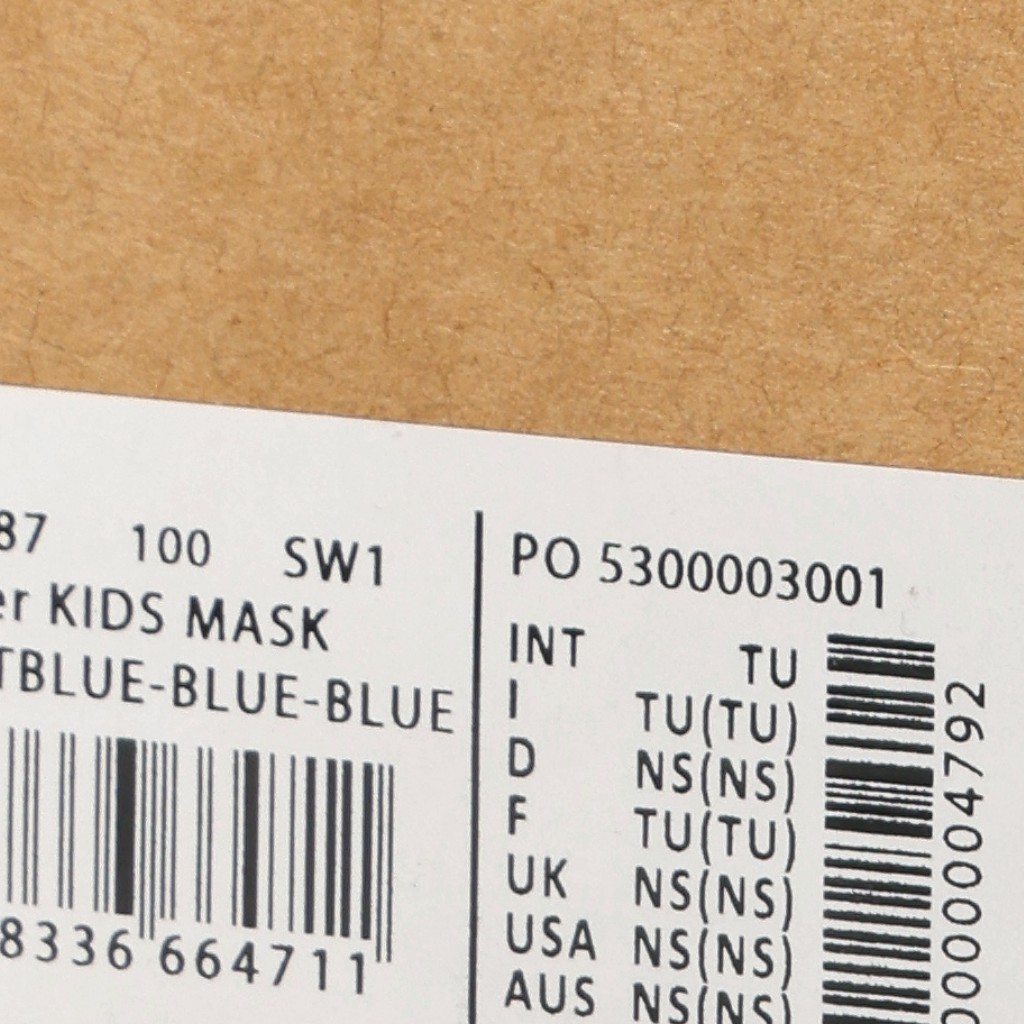 87 100 SW1
er KIDS MASK
TBLUE-BLUE-BLUE
8336 664711
PO 5300003001
INT TU
I TU(TU)
D NS(NS)
F TU(TU)
UK NS(NS)
USA NS(NS)
AUS NS(NS)
000004792